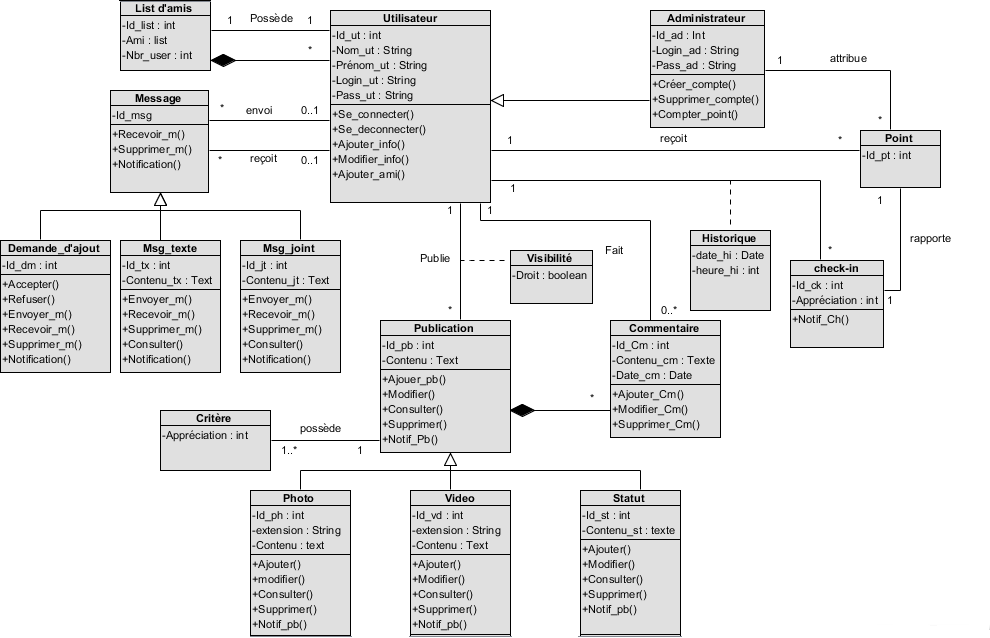 List d'amis
-Id_list : int
-Ami : list
-Nbr_user : int
1
Possède
1
*
Utilisateur
-Id_ut : int
-Nom_ut : String
-Prénom_ut : String
-Login_ut : String
-Pass_ut : String
+Se_connecter()
+Se_deconnecter()
+Ajouter_info()
+Modifier_info()
+Ajouter_ami()
Administrateur
-Id_ad : Int
-Login_ad : String
-Pass_ad : String
+Créer_compte()
+Supprimer_compte()
+Compter_point()
1
attribue
*
Message
-Id_msg
+Recevoir_m()
+Supprimer_m()
+Notification()
*
envoi
0..1
*
reçoit
0..1
1
reçoit
*
Point
-Id_pt : int
1
rapporte
1
1
*
Historique
-date_hi : Date
-heure_hi : int
check-in
-Id_ck : int
-Appréciation : int
+Notif_Ch()
Demande_d'ajout
-Id_dm : int
+Accepter()
+Refuser()
+Envoyer_m()
+Recevoir_m()
+Supprimer_m()
+Notification()
Msg_texte
-Id_tx : int
-Contenu_tx : Text
+Envoyer_m()
+Recevoir_m()
+Supprimer_m()
+Consulter()
+Notification()
Msg_joint
-Id_jt : int
-Contenu_jt : Text
+Envoyer_m()
+Recevoir_m()
+Supprimer_m()
+Consulter()
+Notification()
1
1
Publie
Visibilité
-Droit : boolean
Fait
*
0..*
Publication
-Id_pb : int
-Contenu : Text
+Ajouer_pb()
+Modifier()
+Consulter()
+Supprimer()
+Notif_Pb()
Commentaire
-Id_Cm : int
-Contenu_cm : Texte
-Date_cm : Date
+Ajouter_Cm()
+Modifier_Cm()
+Supprimer_Cm()
*
Critère
-Appréciation : int
possède
1..*
1
Photo
-Id_ph : int
-extension : String
-Contenu : text
+Ajouter()
+modifier()
+Consulter()
+Supprimer()
+Notif_pb()
Video
-Id_vd : int
-extension : String
-Contenu : Text
+Ajouter()
+Modifier()
+Consulter()
+Supprimer()
+Notif_pb()
Statut
-Id_st : int
-Contenu_st : texte
+Ajouter()
+Modifier()
+Consulter()
+Supprimer()
+Notif_pb()